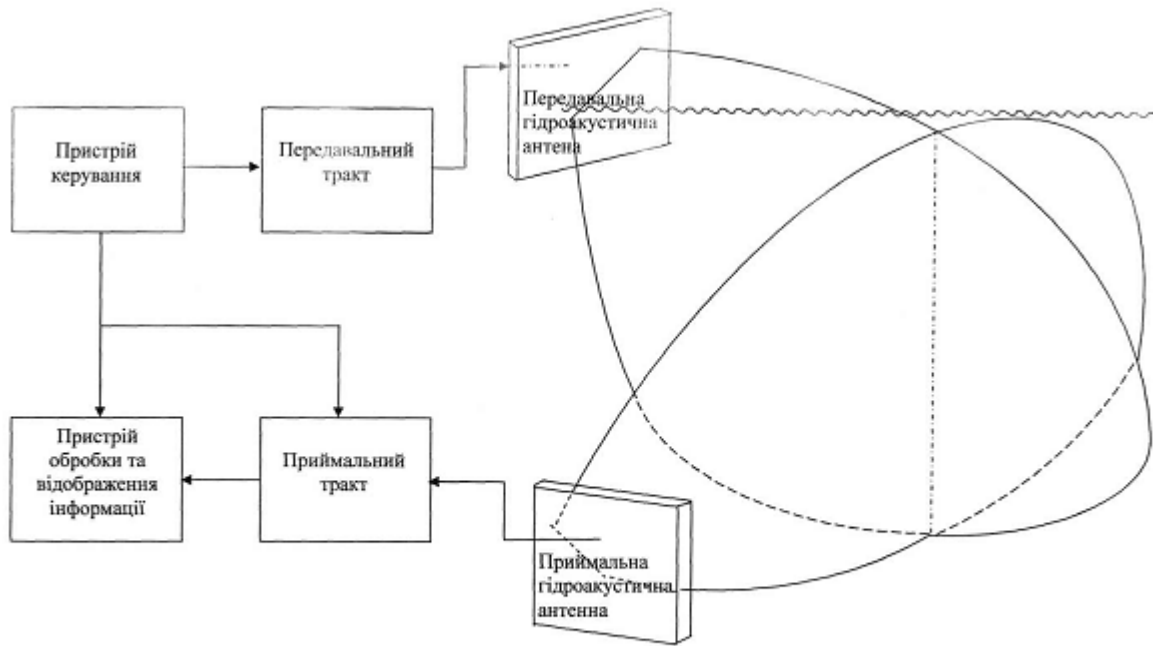 Передавальна
гідроакустична
антена
Пристрій
керування
Передавальний
тракт
Пристрій
обробки та
відображення
інформації
Приймальний
тракт
Приймальна
гідроакустична
антенна